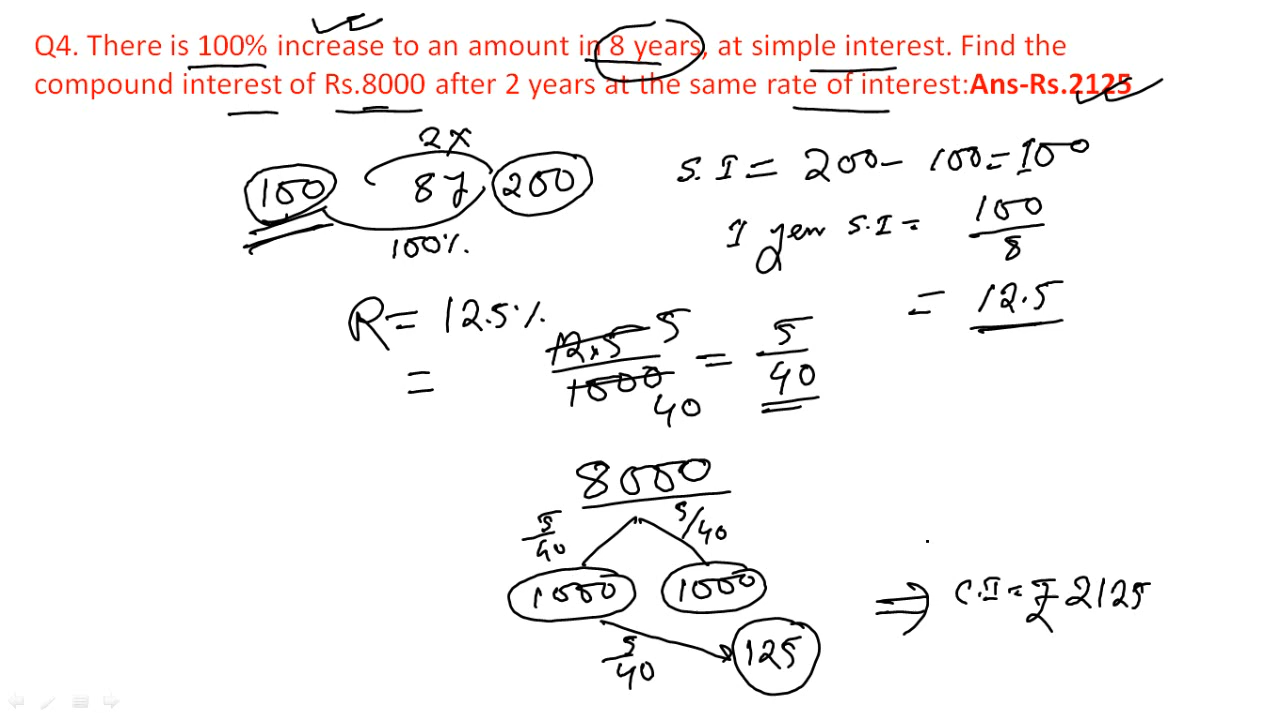 Q4. There is 100% increase to an amount in 8 years, at simple interest. Find the
compound interest of Rs.8000 after 2 years at the same rate of interest:Ans-Rs.2125
2x
100 8y 200
100%
S.I = 200- 100=100
1 year S.I = 100/8
= 12.5
R= 12.5%
= 12.5/1000 5/40 = 5/40
8000
5/40 5/40
1000 1000
5/40 125
⇒ C.I = ₹ 2125